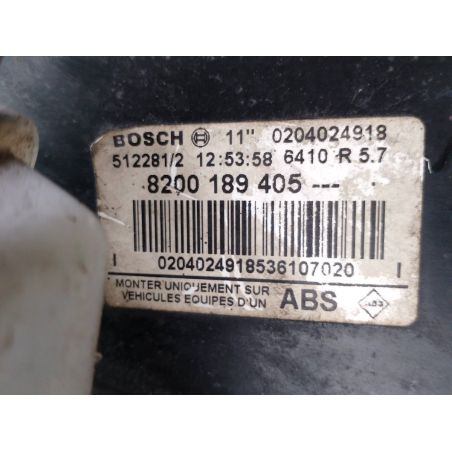 BOSCH 11" 0204024918
512281/2 12:53:58 6410 R 5.7
8200 189 405 ---
I 0204024918536107020 I
MONTER UNIQUEMENT SUR
VEHICULES EQUIPES D'UN ABS